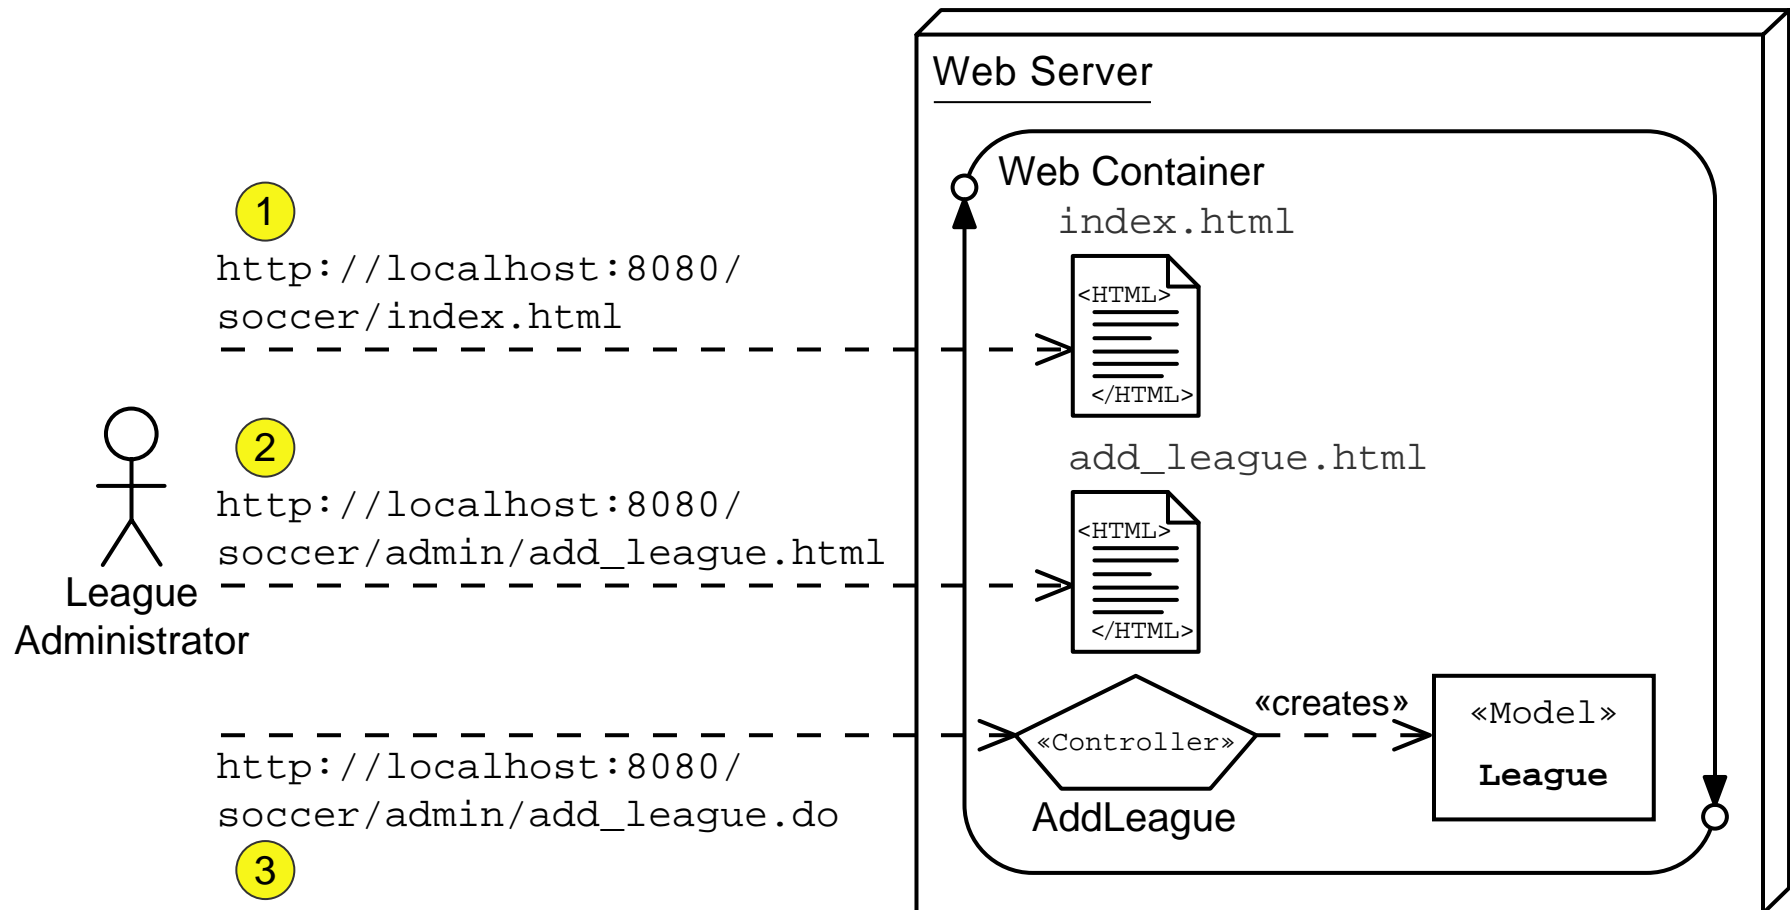 Web Server
Web Container
1
http://localhost:8080/
soccer/index.html
index.html
<HTML>
</HTML>
2
http://localhost:8080/
soccer/admin/add_league.html
add_league.html
<HTML>
</HTML>
League
Administrator
http://localhost:8080/
soccer/admin/add_league.do
3
«Controller»
AddLeague
«creates»
«Model»
League